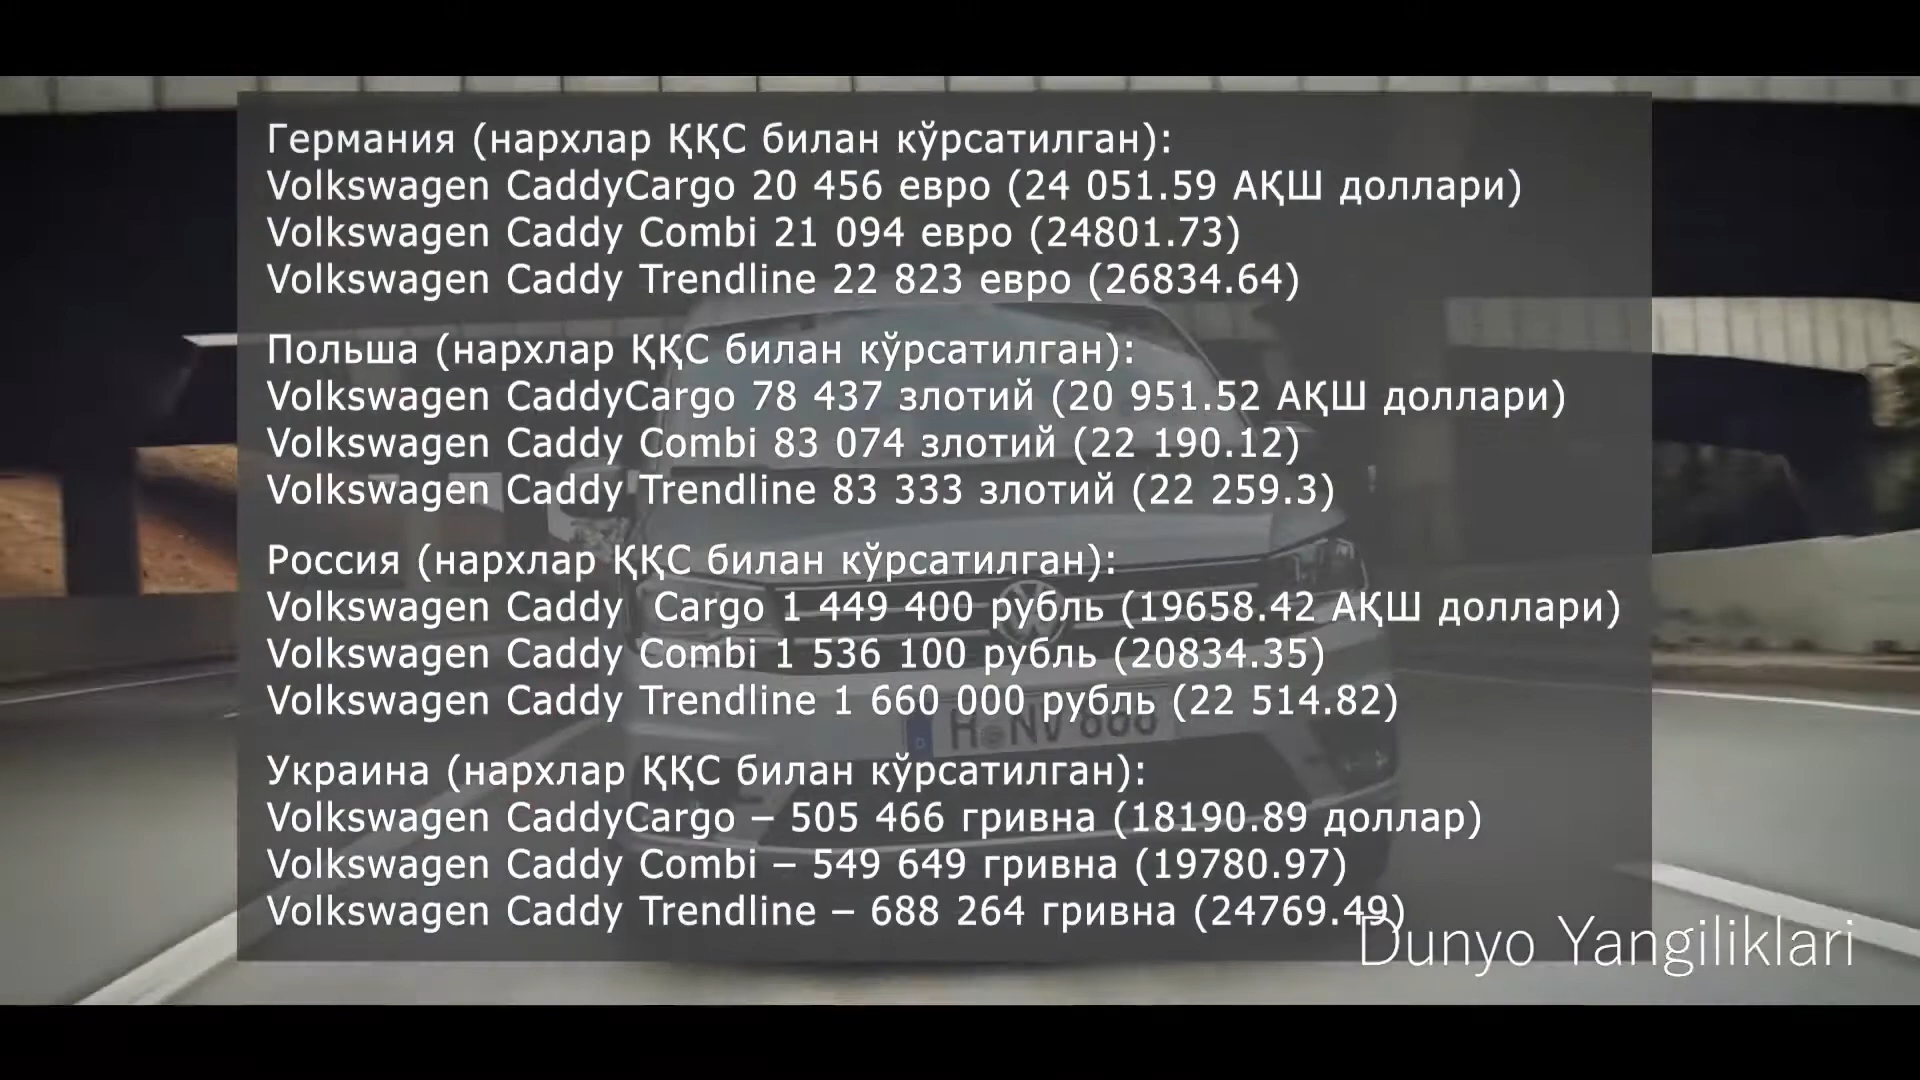 Германия (нархлар ҚҚС билан кўрсатилган):
Volkswagen CaddyCargo 20 456 евро (24 051.59 АҚШ доллари)
Volkswagen Caddy Combi 21 094 евро (24801.73)
Volkswagen Caddy Trendline 22 823 евро (26834.64)
Польша (нархлар ҚҚС билан кўрсатилган):
Volkswagen CaddyCargo 78 437 злотий (20 951.52 АҚШ доллари)
Volkswagen Caddy Combi 83 074 злотий (22 190.12)
Volkswagen Caddy Trendline 83 333 злотий (22 259.3)
Россия (нархлар ҚҚС билан кўрсатилган):
Volkswagen Caddy  Cargo 1 449 400 рубль (19658.42 АҚШ доллари)
Volkswagen Caddy Combi 1 536 100 рубль (20834.35)
Volkswagen Caddy Trendline 1 660 000 рубль (22 514.82)
Украина (нархлар ҚҚС билан кўрсатилган):
Volkswagen CaddyCargo – 505 466 гривна (18190.89 доллар)
Volkswagen Caddy Combi – 549 649 гривна (19780.97)
Volkswagen Caddy Trendline – 688 264 гривна (24769.49)
Dunyo Yangiliklari